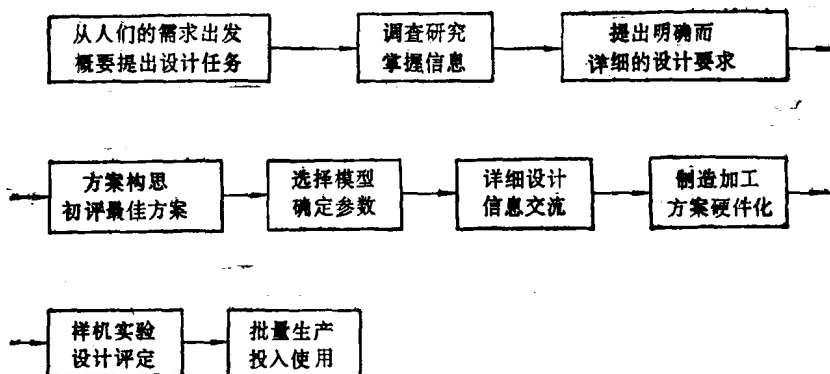 从人们的需求出发
概要提出设计任务
调查研究
掌握信息
提出明确而
详细的设计要求
方案构思
初评最佳方案
选择模型
确定参数
详细设计
信息交流
制造加工
方案硬件化
样机实验
设计评定
批量生产
投入使用